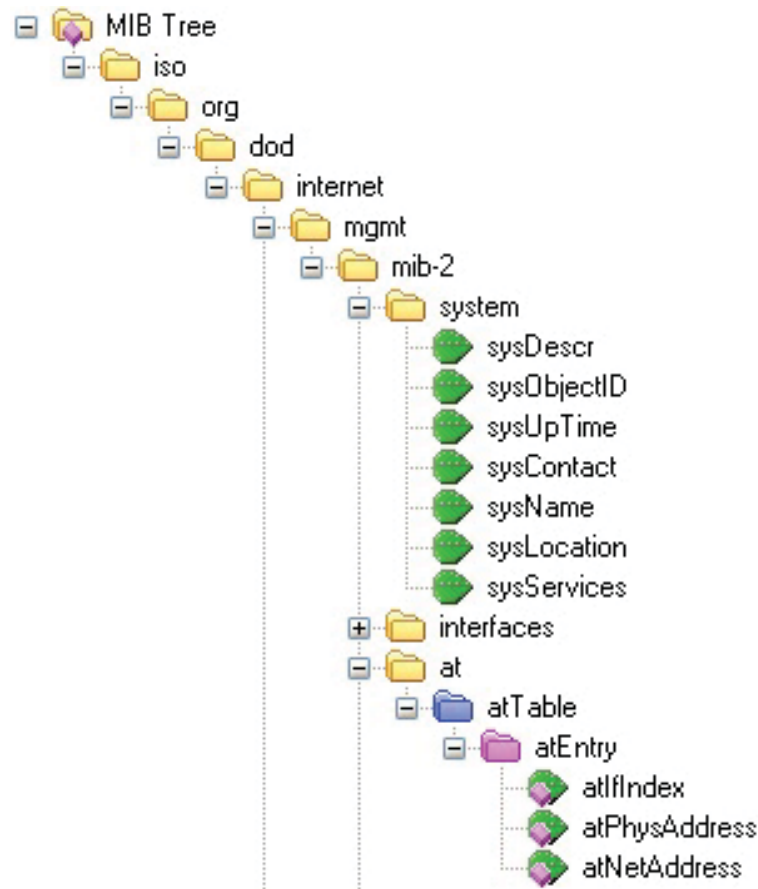 MIB Tree
iso
org
dod
internet
mgmt
mib-2
system
sysDescr
sysObjectID
sysUpTime
sysContact
sysName
sysLocation
sysServices
interfaces
at
atTable
atEntry
atIfIndex
atPhysAddress
atNetAddress